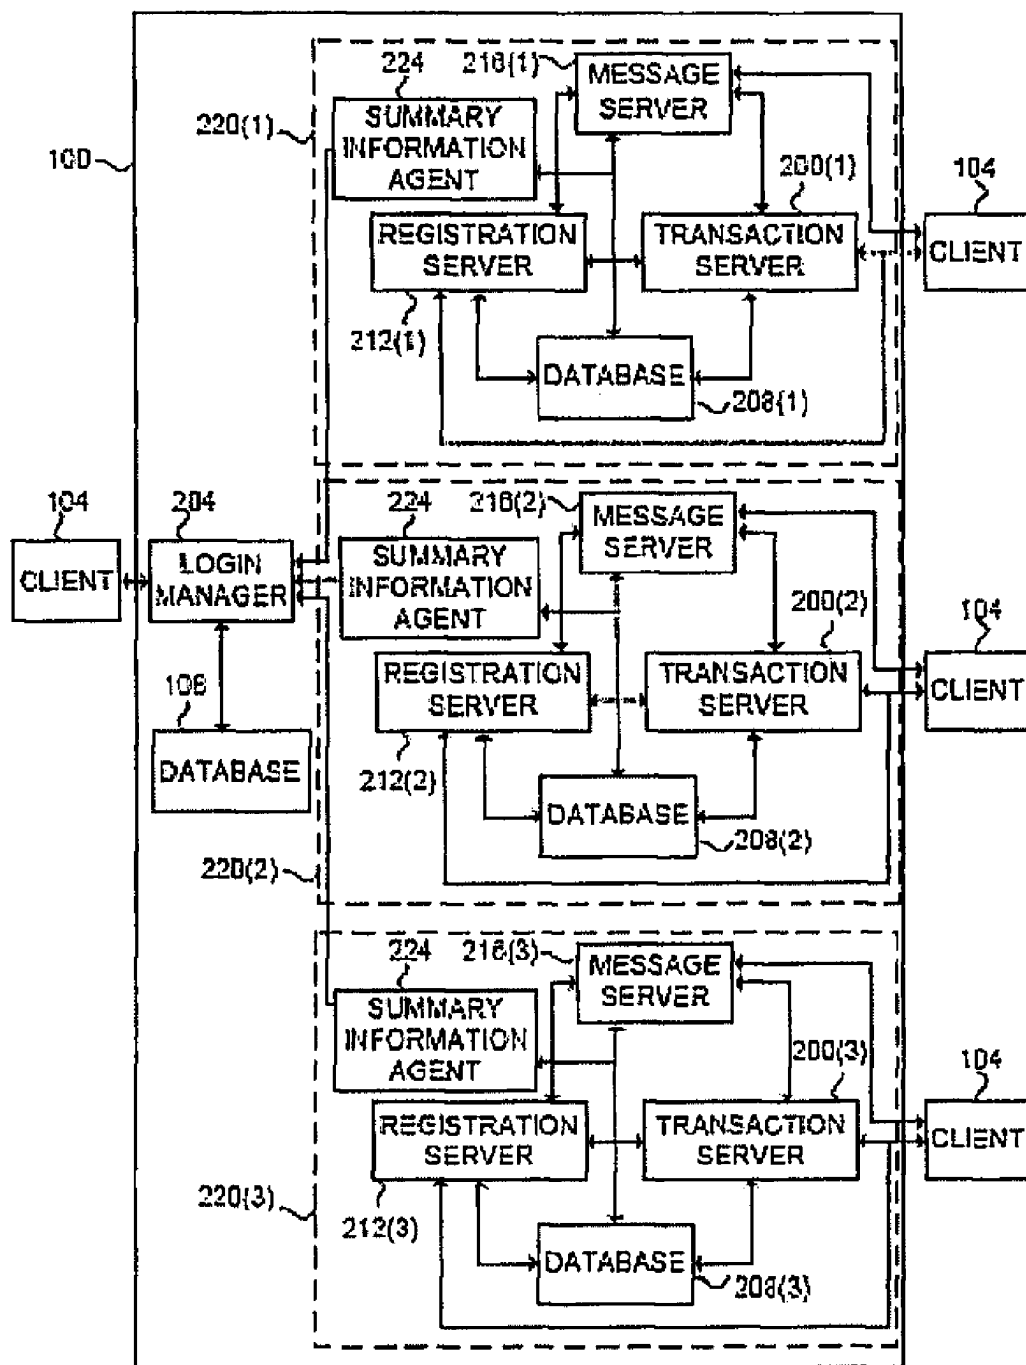 224
216(1)
MESSAGE
SERVER
220(1)
SUMMARY
INFORMATION
AGENT
100
200(1)
104
REGISTRATION
SERVER
TRANSACTION
SERVER
CLIENT
212(1)
DATABASE
208(1)
104
204
224
216(2)
MESSAGE
SERVER
CLIENT
LOGIN
MANAGER
SUMMARY
INFORMATION
AGENT
200(2)
104
108
REGISTRATION
SERVER
TRANSACTION
SERVER
CLIENT
DATABASE
212(2)
DATABASE
208(2)
220(2)
224
216(3)
MESSAGE
SERVER
SUMMARY
INFORMATION
AGENT
200(3)
104
REGISTRATION
SERVER
TRANSACTION
SERVER
CLIENT
220(3)
212(3)
DATABASE
208(3)